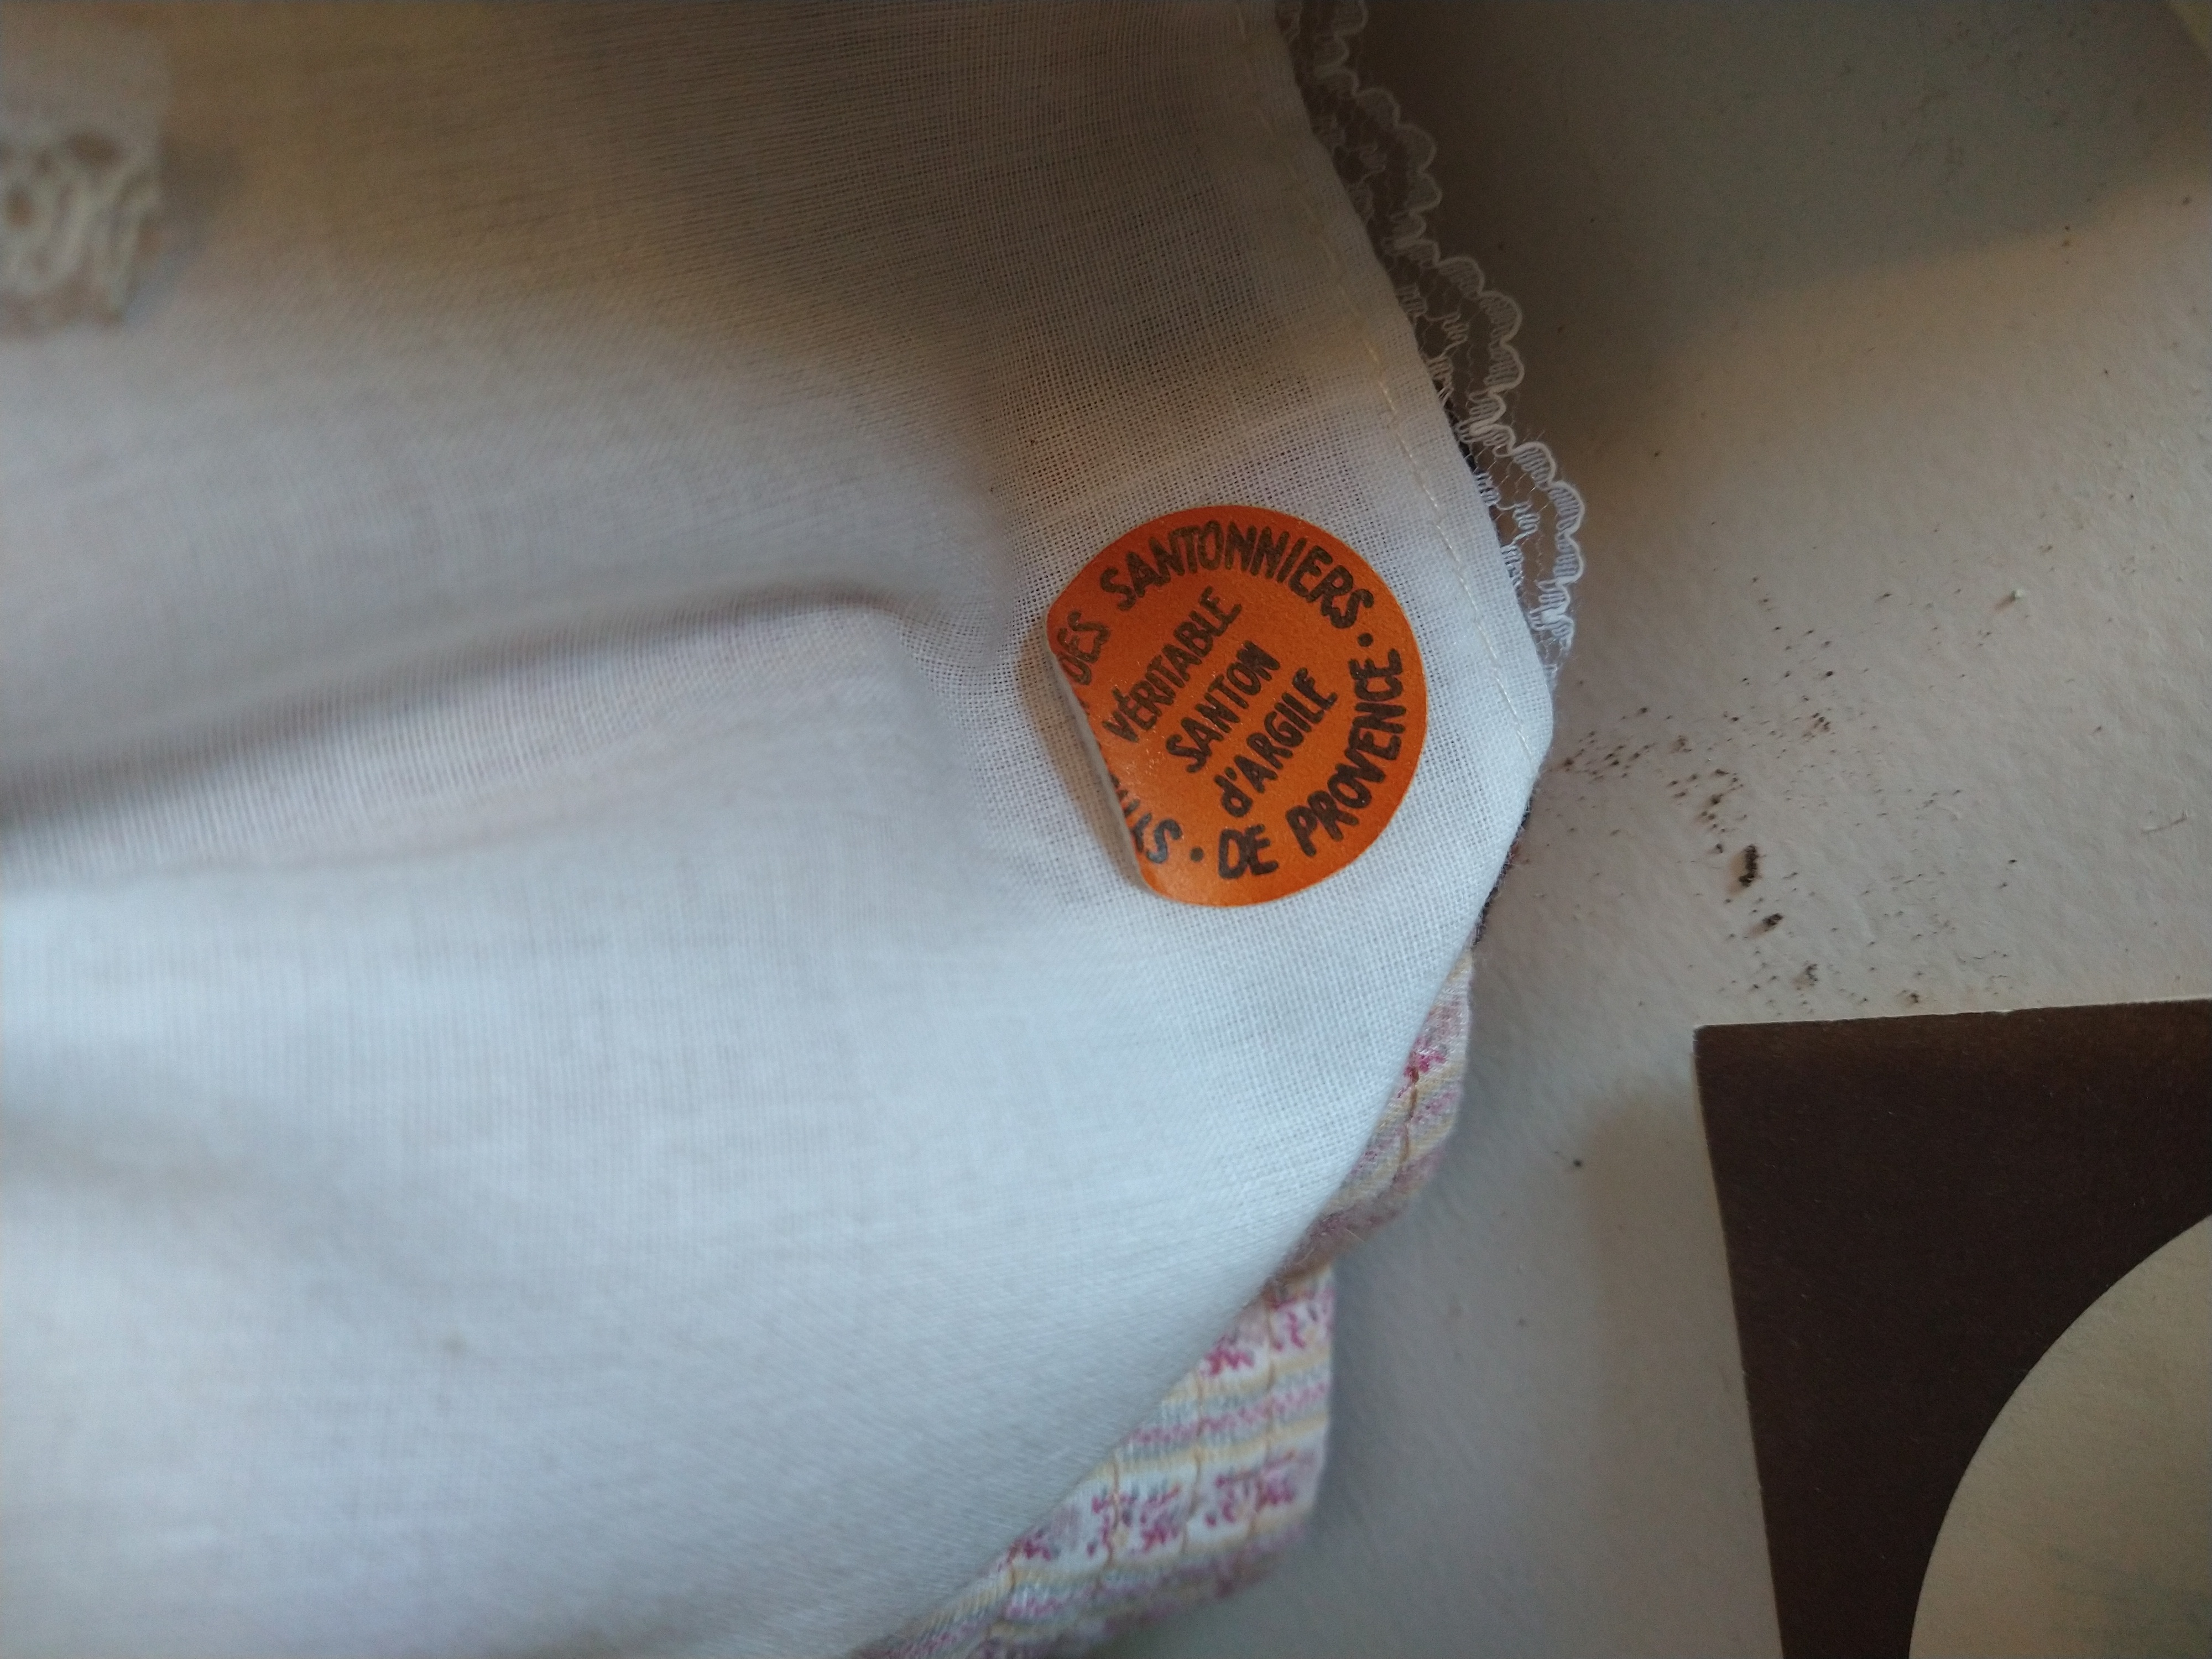 DES SANTONNIERS •
VÉRITABLE
SANTON
d'ARGILE
• DE PROVENCE •